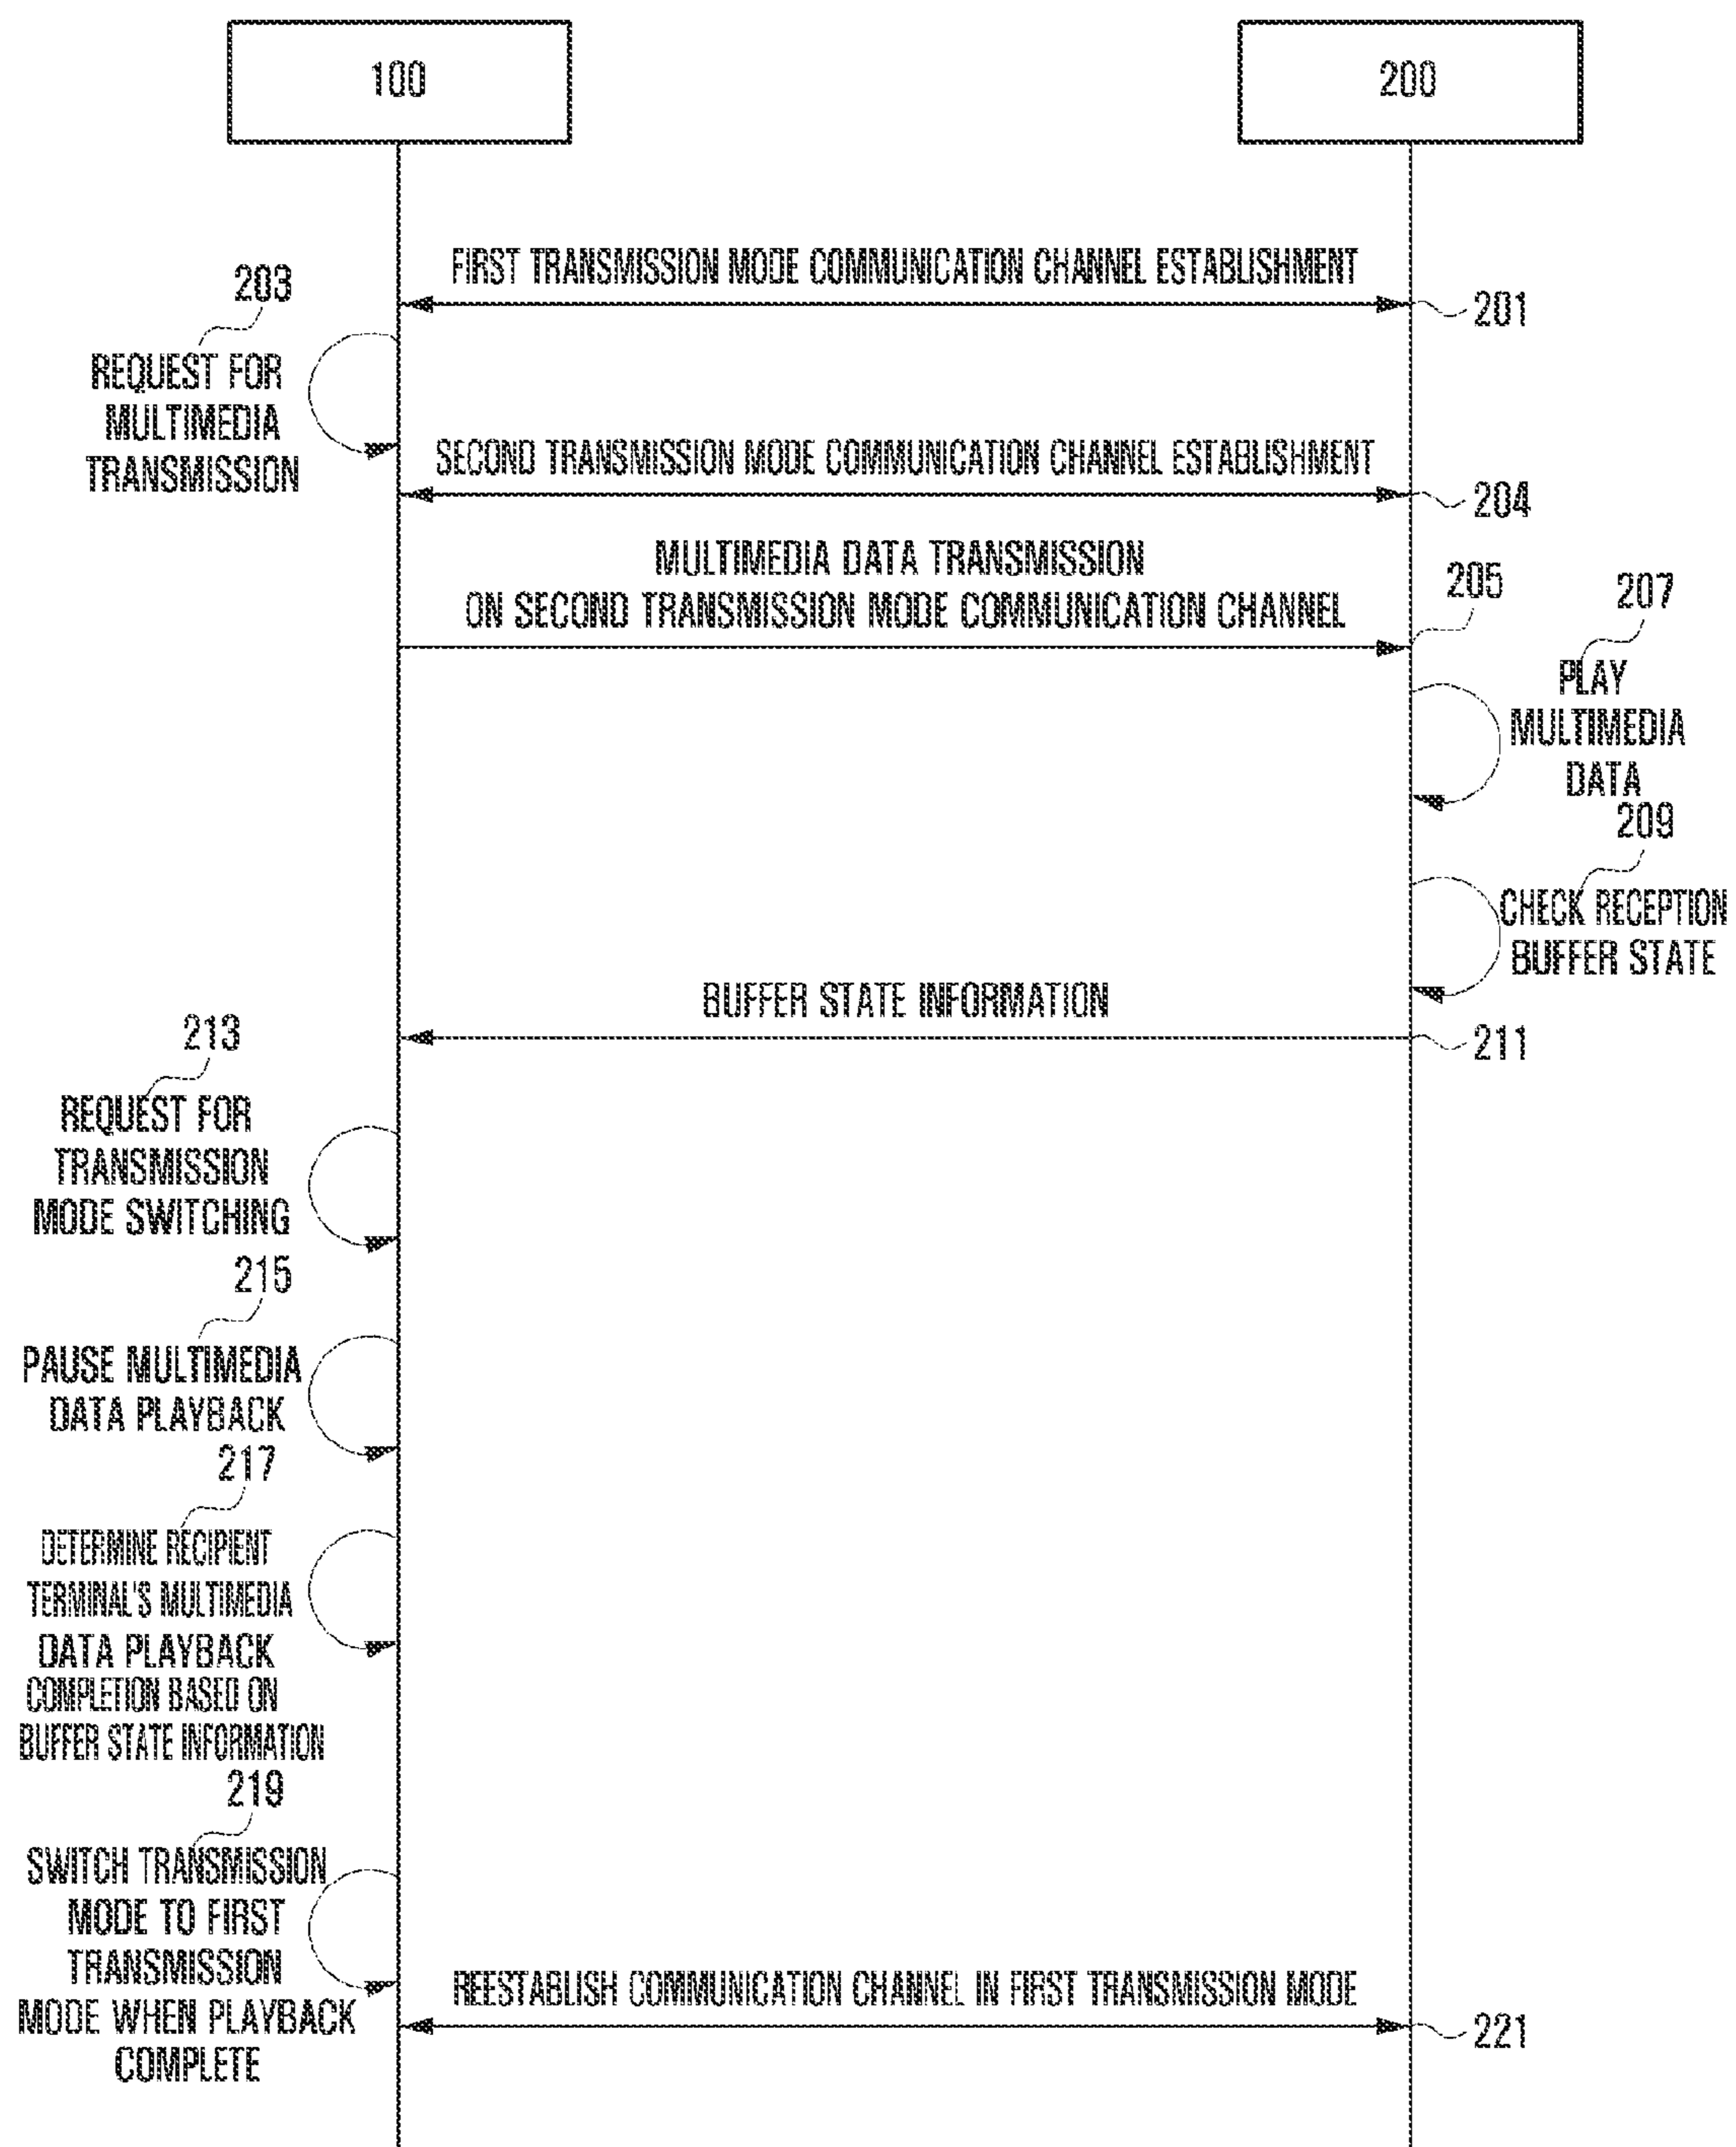 100
200
FIRST TRANSMISSION MODE COMMUNICATION CHANNEL ESTABLISHMENT
201
203
REQUEST FOR
MULTIMEDIA
TRANSMISSION
SECOND TRANSMISSION MODE COMMUNICATION CHANNEL ESTABLISHMENT
204
MULTIMEDIA DATA TRANSMISSION
ON SECOND TRANSMISSION MODE COMMUNICATION CHANNEL
205
207
PLAY
MULTIMEDIA
DATA
209
CHECK RECEPTION
BUFFER STATE
BUFFER STATE INFORMATION
211
213
REQUEST FOR
TRANSMISSION
MODE SWITCHING
215
PAUSE MULTIMEDIA
DATA PLAYBACK
217
DETERMINE RECIPIENT
TERMINAL'S MULTIMEDIA
DATA PLAYBACK
COMPLETION BASED ON
BUFFER STATE INFORMATION
219
SWITCH TRANSMISSION
MODE TO FIRST
TRANSMISSION
MODE WHEN PLAYBACK
COMPLETE
REESTABLISH COMMUNICATION CHANNEL IN FIRST TRANSMISSION MODE
221